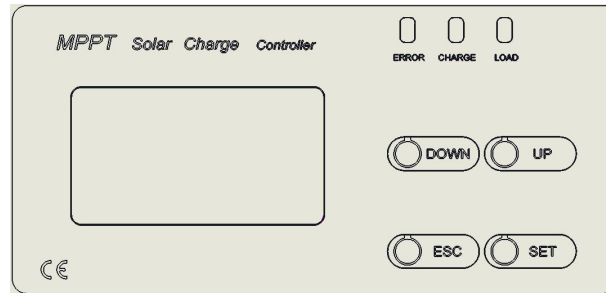 MPPT Solar Charge Controller
ERROR CHARGE LOAD
DOWN UP
ESC SET
CE